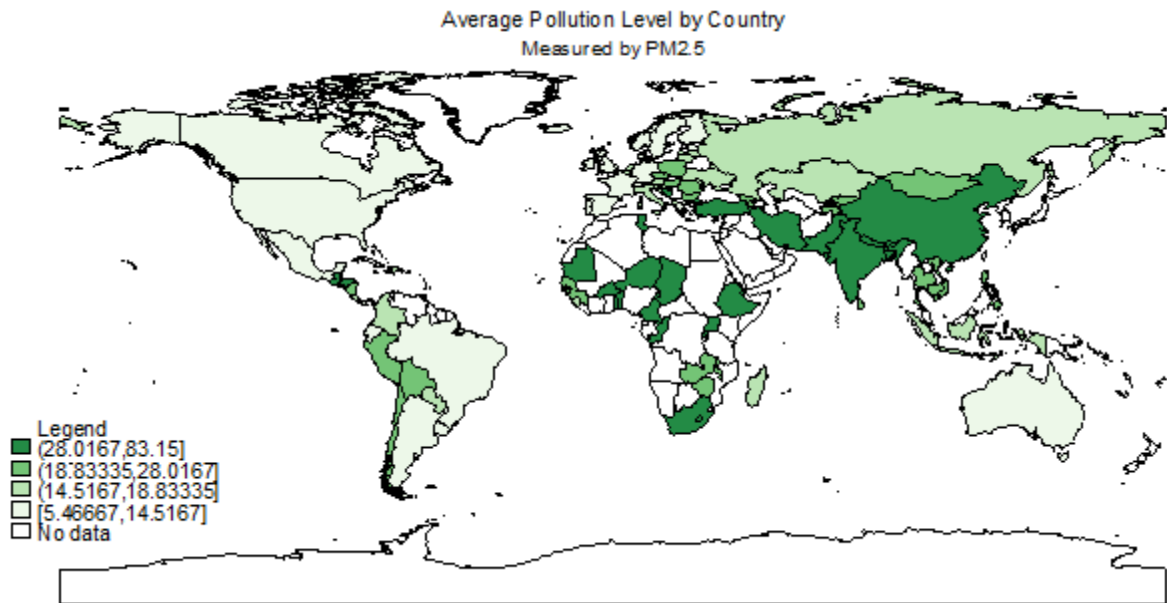 Average Pollution Level by Country
Measured by PM2.5
Legend
(28.0167,83.15]
(18.83335,28.0167]
(14.5167,18.83335]
[5.46667,14.5167]
No data